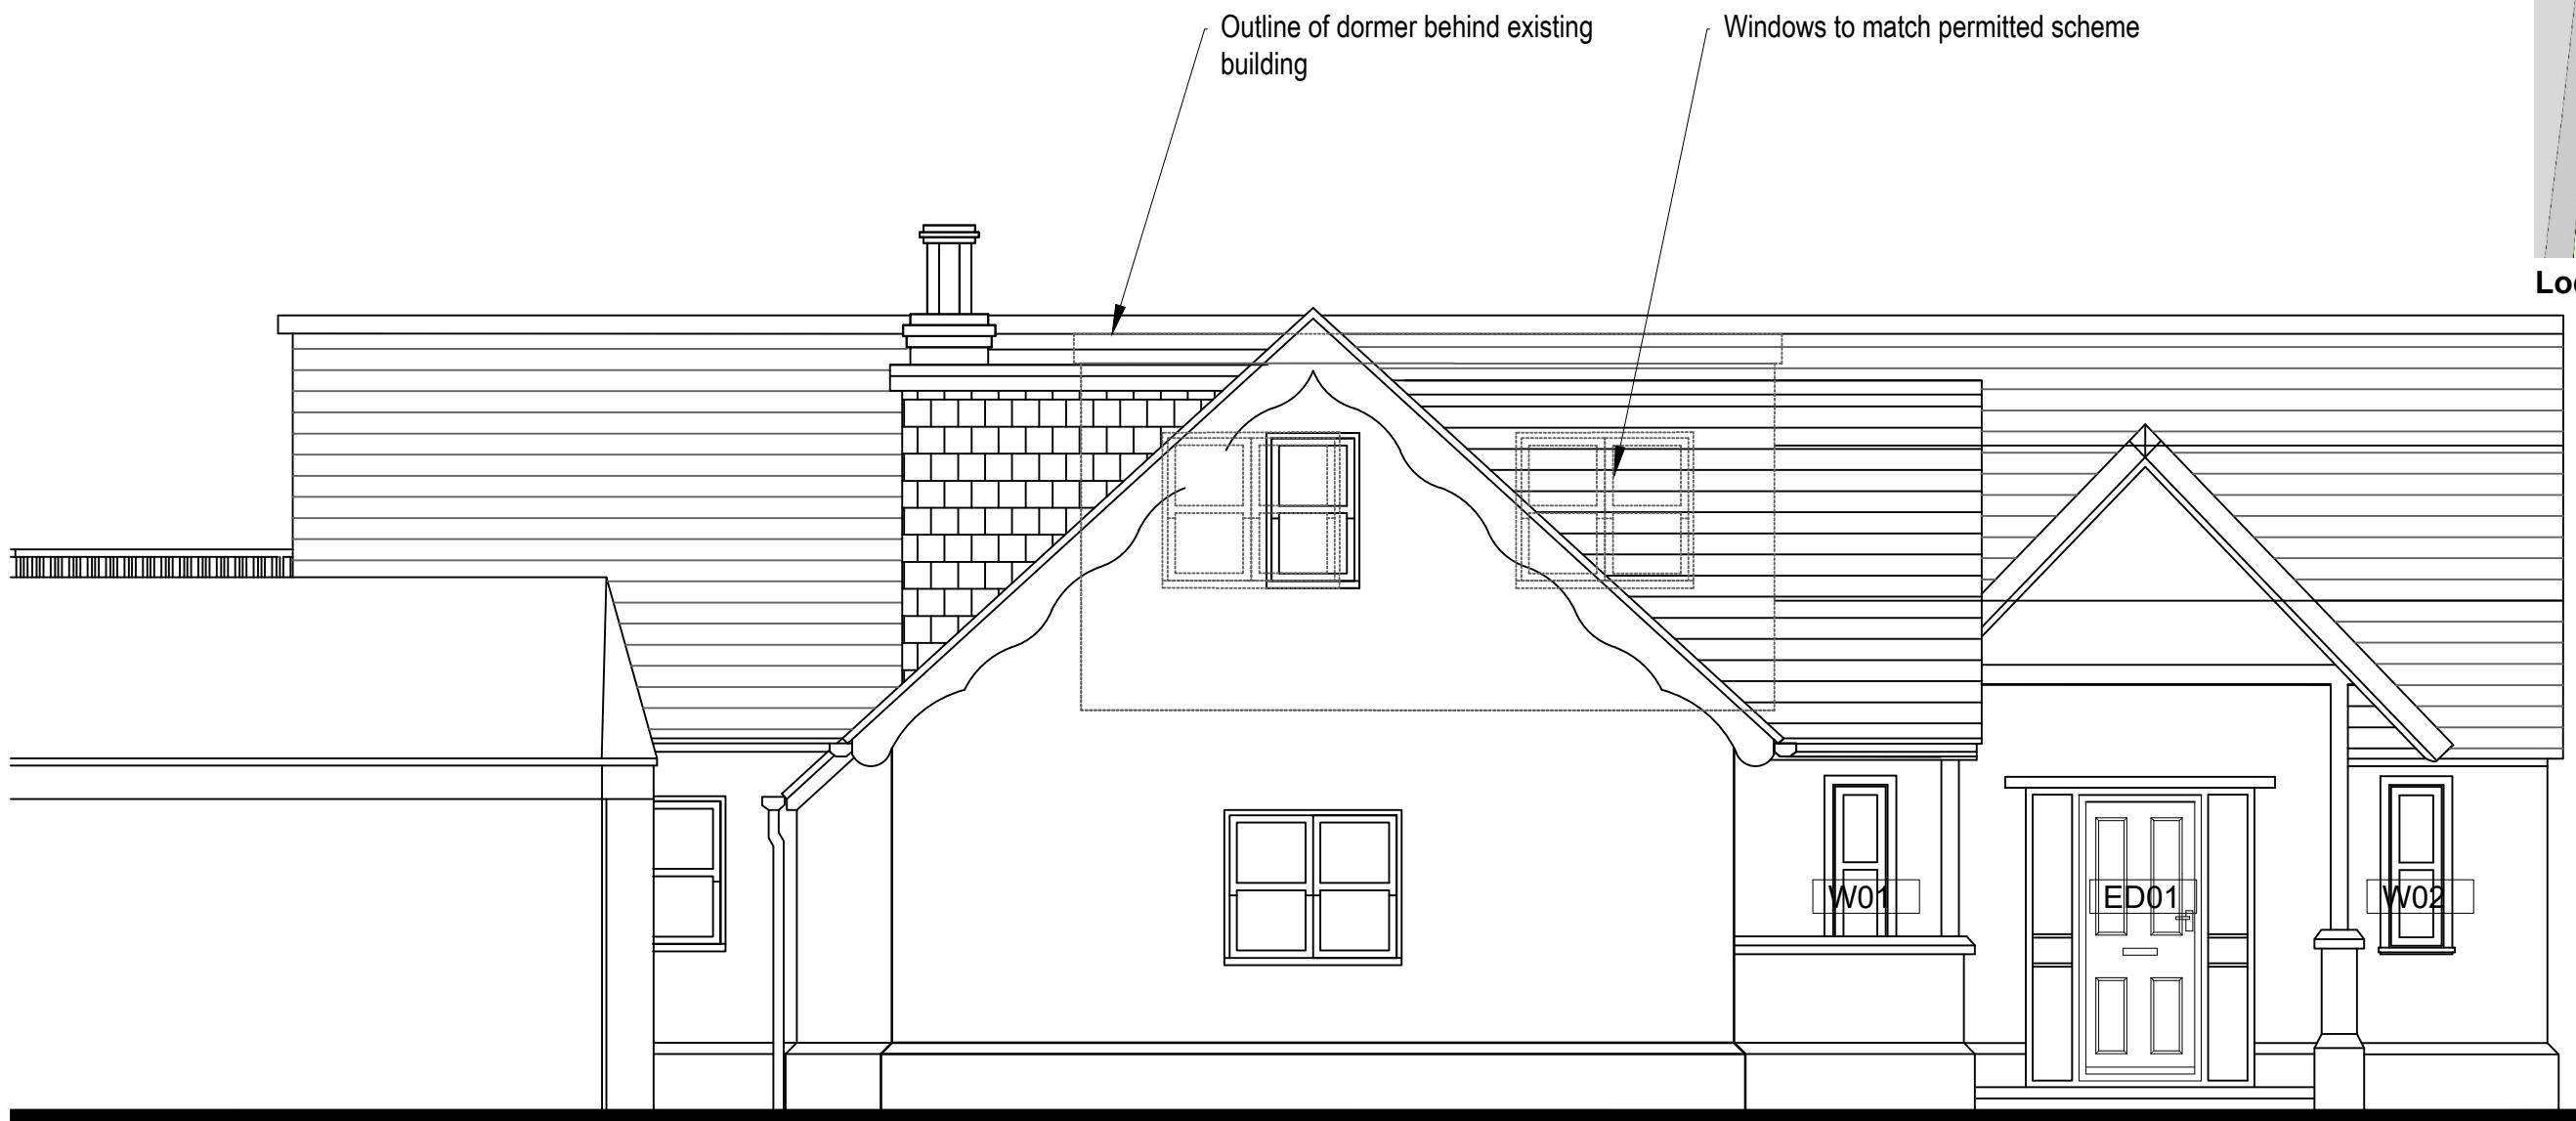 Outline of dormer behind existing
building
Windows to match permitted scheme
W01
ED01
W02